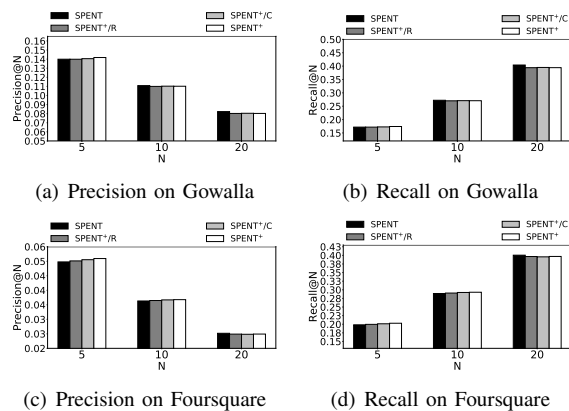 SPENT
SPENT+/R
SPENT+/C
SPENT+
Precision@N
0.16
0.15
0.14
0.13
0.12
0.11
0.10
0.09
0.08
0.07
0.06
0.05
5
10
20
N
(a) Precision on Gowalla
SPENT
SPENT+/R
SPENT+/C
SPENT+
Recall@N
0.50
0.45
0.40
0.35
0.30
0.25
0.20
0.15
5
10
20
N
(b) Recall on Gowalla
SPENT
SPENT+/R
SPENT+/C
SPENT+
Precision@N
0.06
0.05
0.04
0.04
0.03
0.03
0.02
5
10
20
N
(c) Precision on Foursquare
SPENT
SPENT+/R
SPENT+/C
SPENT+
Recall@N
0.43
0.40
0.38
0.35
0.33
0.30
0.28
0.25
0.23
0.20
0.18
0.15
5
10
20
N
(d) Recall on Foursquare